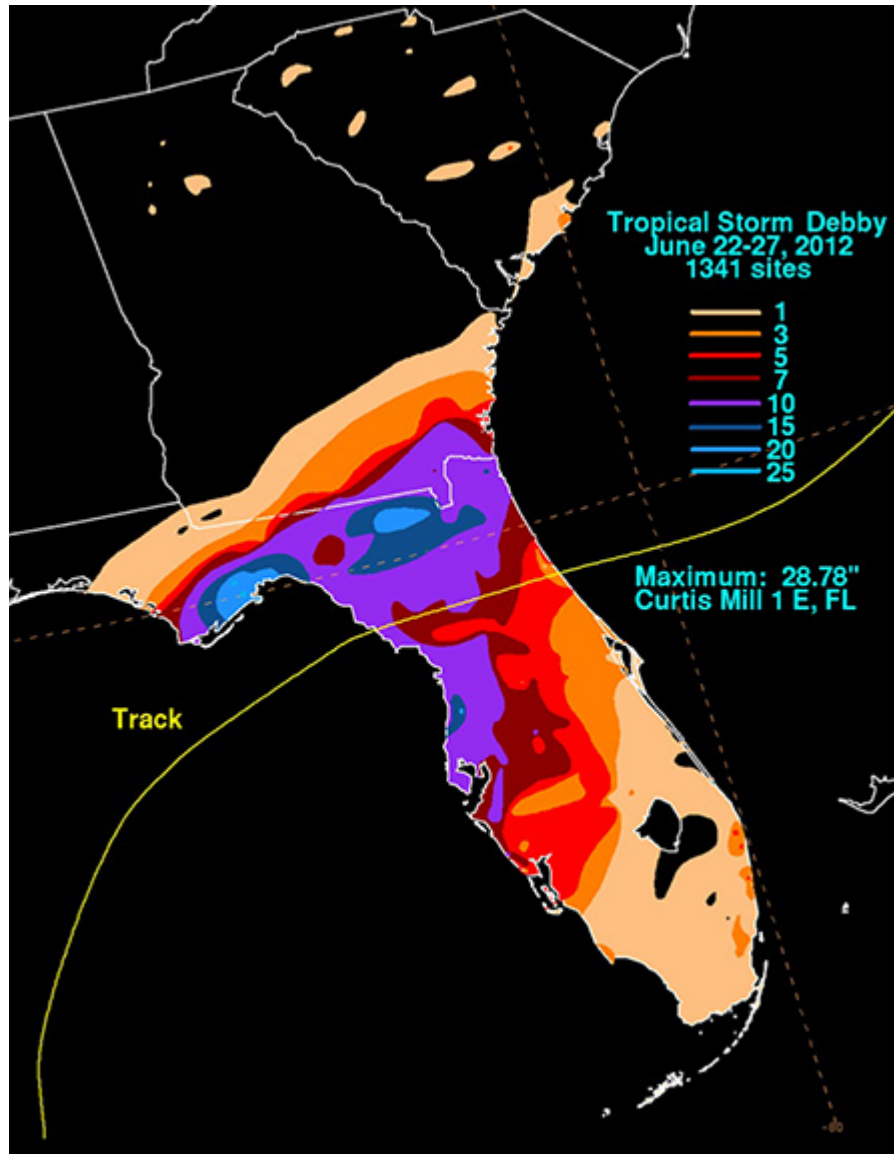 Tropical Storm Debby
June 22-27, 2012
1341 sites
1
3
5
7
10
15
20
25
Maximum: 28.78"
Curtis Mill 1 E, FL
Track
-80